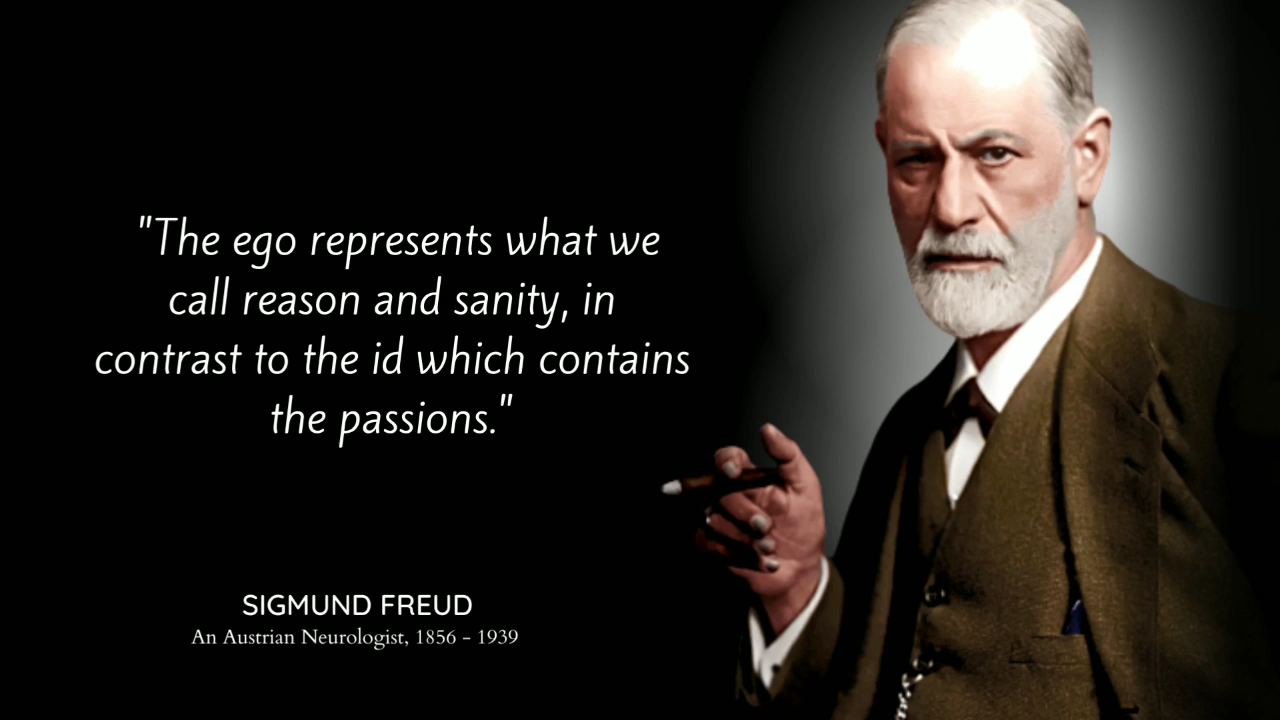 "The ego represents what we
call reason and sanity, in
contrast to the id which contains
the passions."
SIGMUND FREUD
An Austrian Neurologist, 1856 - 1939